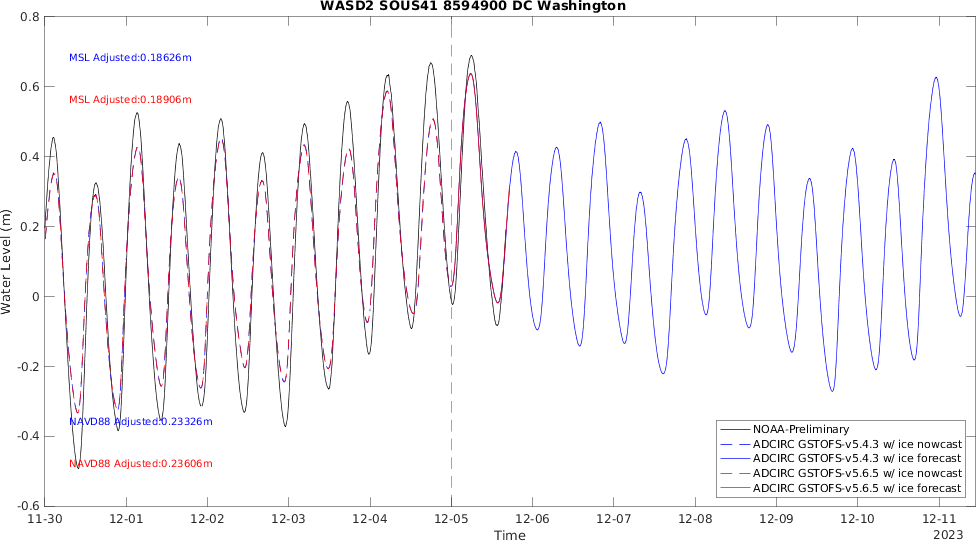 WASD2 SOUS41 8594900 DC Washington
0.8
0.6
0.4
0.2
0
-0.2
-0.4
-0.6
Water Level (m)
MSL Adjusted:0.18626m
MSL Adjusted:0.18906m
NAVD88 Adjusted:0.23326m
NAVD88 Adjusted:0.23606m
NOAA-Preliminary
ADCIRC GSTOFS-v5.4.3 w/ ice nowcast
ADCIRC GSTOFS-v5.4.3 w/ ice forecast
ADCIRC GSTOFS-v5.6.5 w/ ice nowcast
ADCIRC GSTOFS-v5.6.5 w/ ice forecast
11-30 12-01 12-02 12-03 12-04 12-05 12-06 12-07 12-08 12-09 12-10 12-11
Time
2023